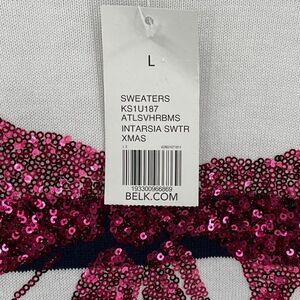 L
SWEATERS
KS1U187
ATLSVHRBMS
INTARSIA SWTR
XMAS
193300966869
BELK.COM